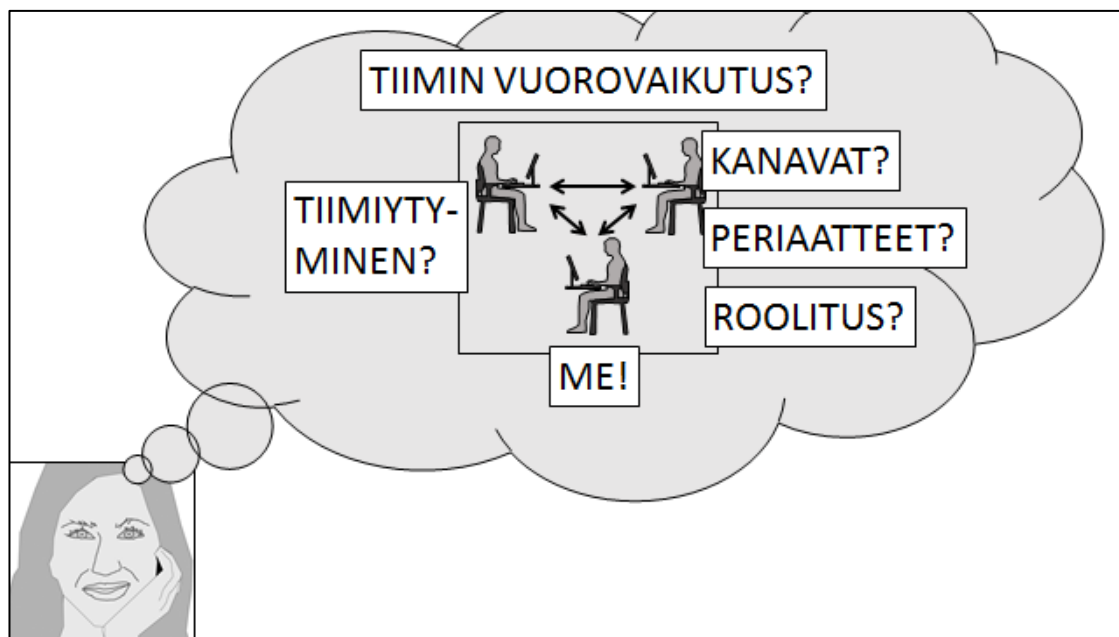 TIIMIN VUOROVAIKUTUS?
KANAVAT?
TIIMIYTY-
MINEN?
PERIAATTEET?
ROOLITUS?
ME!